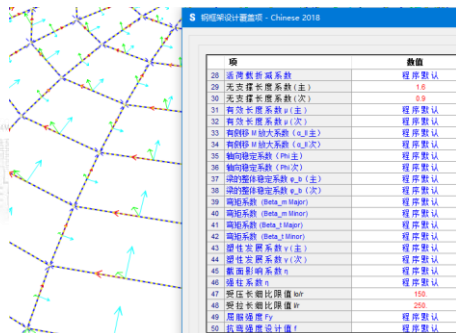 S 钢框架设计覆盖项 - Chinese 2018
项 数值
28 活荷载折减系数 程序默认
29 无支撑长度系数(主) 1.6
30 无支撑长度系数(次) 0.9
31 有效长度系数μ(主) 程序默认
32 有效长度系数μ(次) 程序默认
33 有侧移 M 放大系数(α_Ⅱ主) 程序默认
34 有侧移 M 放大系数(α_Ⅱ次) 程序默认
35 轴向稳定系数(Phi主) 程序默认
36 轴向稳定系数(Phi次) 程序默认
37 梁的整体稳定系数φ_b(主) 程序默认
38 梁的整体稳定系数φ_b(次) 程序默认
39 弯矩系数 (Beta_m Major) 程序默认
40 弯矩系数 (Beta_m Minor) 程序默认
41 弯矩系数 (Beta_t Major) 程序默认
42 弯矩系数 (Beta_t Minor) 程序默认
43 塑性发展系数γ(主) 程序默认
44 塑性发展系数γ(次) 程序默认
45 截面影响系数η 程序默认
46 强柱系数η 程序默认
47 受压长细比限值 l0/r 150.
48 受拉长细比限值 l/r 250.
49 屈服强度 Fy 程序默认
50 抗弯强度设计值 f 程序默认